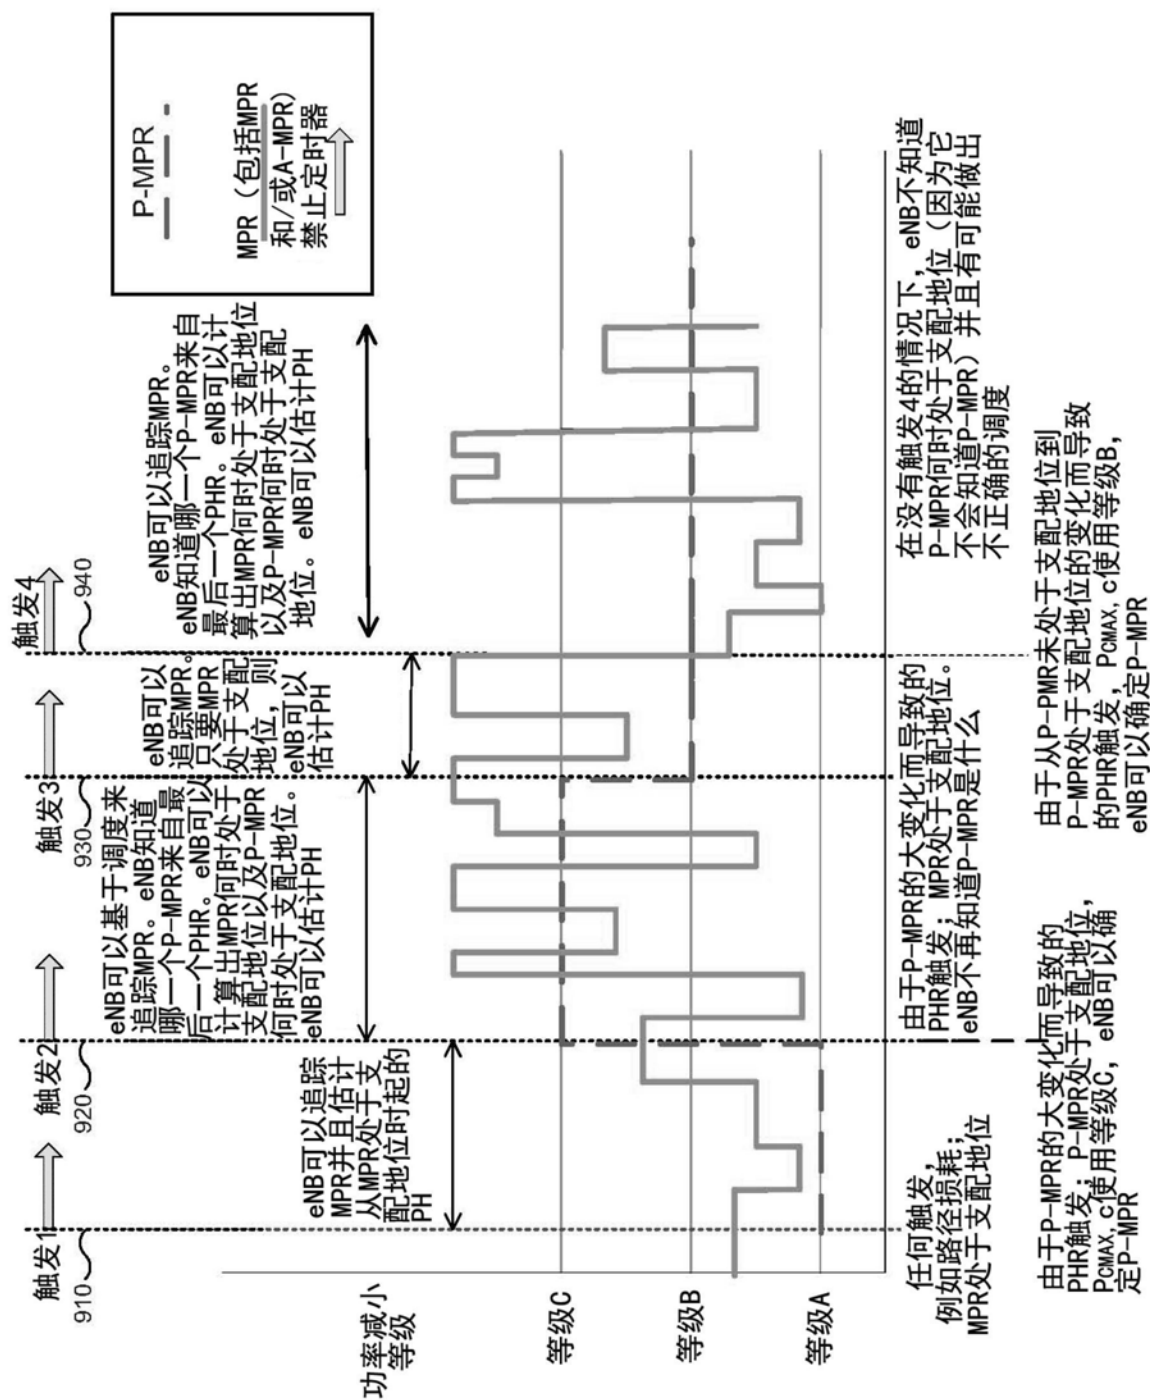 触发1
910
触发2
920
触发3
930
触发4
940
P-MPR
MPR（包括MPR
和/或A-MPR）
禁止定时器
eNB可以追踪
MPR并且估计
从MPR处于支
配地位时起的
PH
eNB可以基于调度来
追踪MPR。eNB知道
哪一个P-MPR来自最
后一个PHR。eNB可以
计算出MPR何时处于
支配地位以及P-MPR
何时处于支配地位。
eNB可以估计PH
eNB可以
追踪MPR。
只要MPR
处于支配
地位，则
eNB可以
估计PH
eNB可以追踪MPR。
eNB知道哪一个P-MPR来自
最后一个PHR。eNB可以计
算出MPR何时处于支配地位
以及P-MPR何时处于支配
地位。eNB可以估计PH
功率减小
等级
等级C
等级B
等级A
任何触发，
例如路径损耗；
MPR处于支配地位
由于P-MPR的大变化而导致的
PHR触发；P-MPR处于支配地位，
PCMAX,c使用等级C，eNB可以确
定P-MPR
由于P-MPR的大变化而导致的
PHR触发；MPR处于支配地位。
eNB不再知道P-MPR是什么
由于从P-PMR未处于支配地位到
P-MPR处于支配地位的变化而导致
的PHR触发，PCMAX,c使用等级B，
eNB可以确定P-MPR
在没有触发4的情况下，eNB不知道
P-MPR何时处于支配地位（因为它
不会知道P-MPR）并且有可能做出
不正确的调度